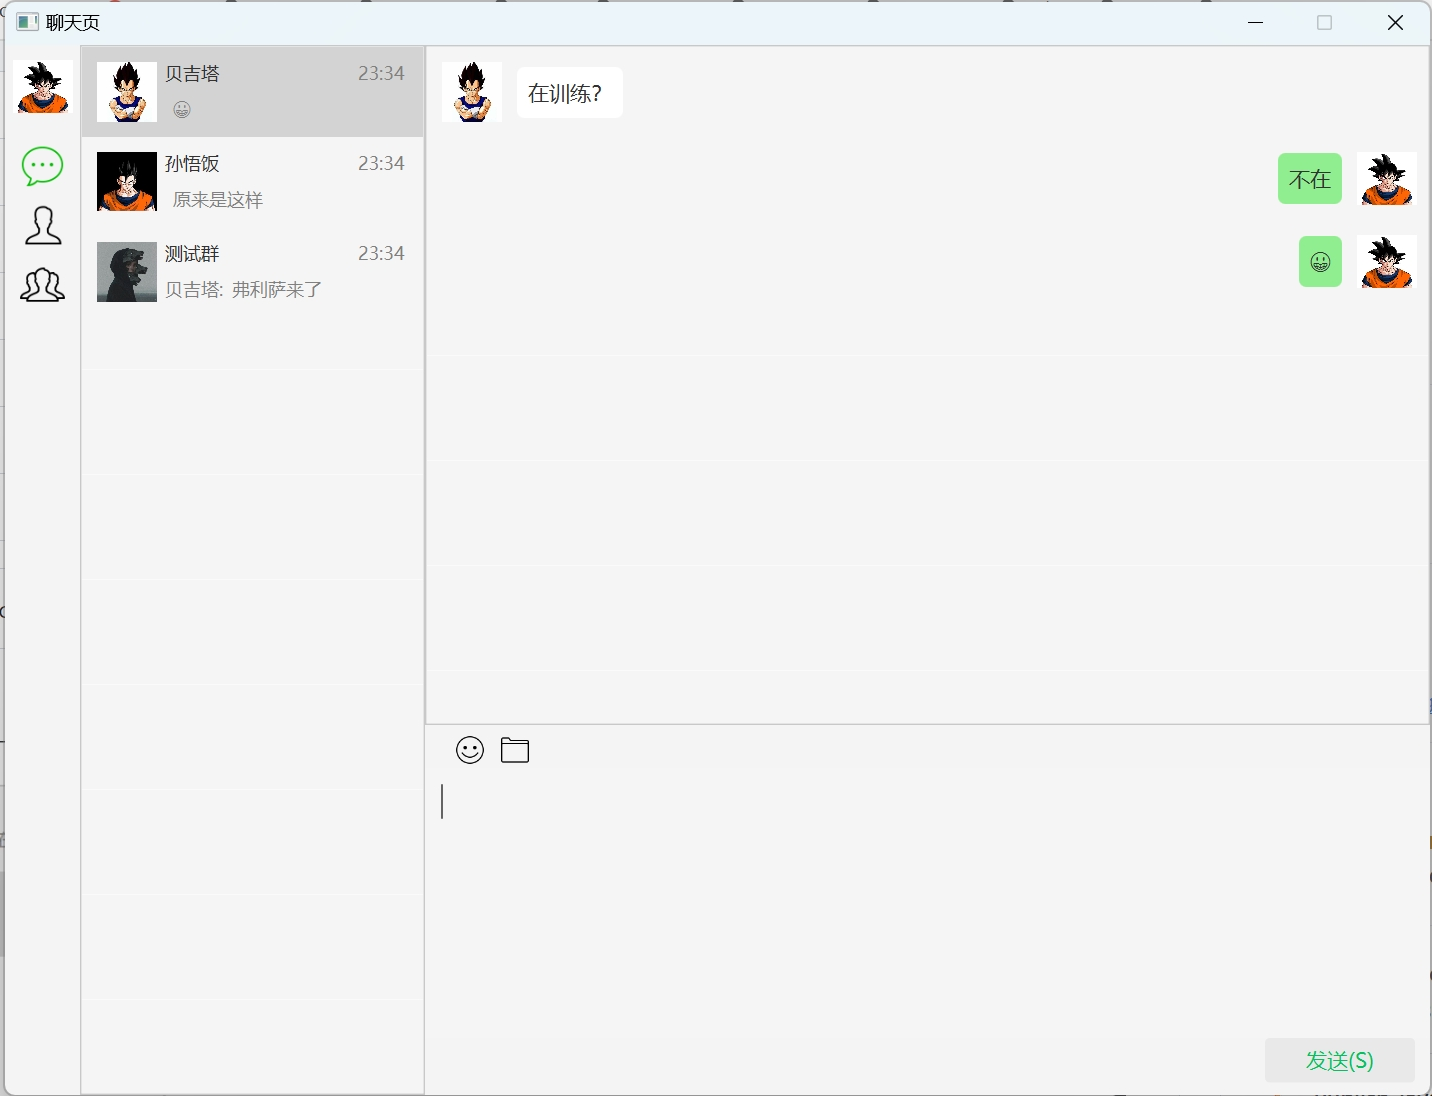 聊天页
贝吉塔 23:34
😀
孙悟饭 23:34
原来是这样
测试群 23:34
贝吉塔: 弗利萨来了
在训练?
不在
😀
发送(S)